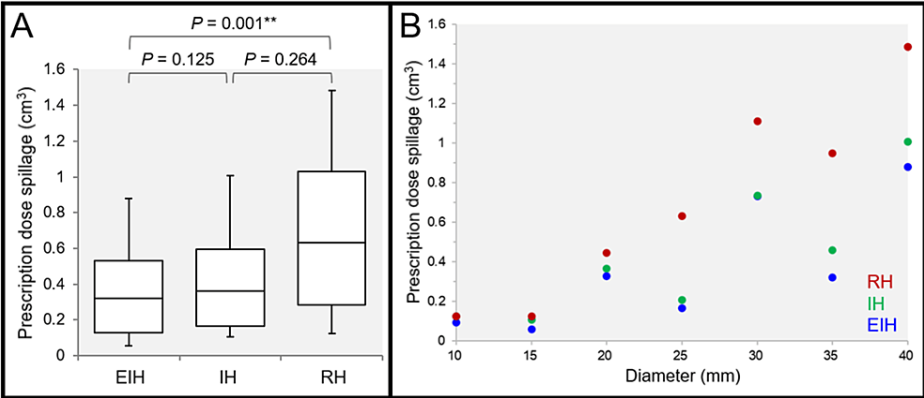 A
P = 0.001**
P = 0.125
P = 0.264
Prescription dose spillage (cm³)
1.6
1.4
1.2
1
0.8
0.6
0.4
0.2
0
EIH
IH
RH
B
Prescription dose spillage (cm³)
1.6
1.4
1.2
1
0.8
0.6
0.4
0.2
0
10
15
20
25
30
35
40
Diameter (mm)
RH
IH
EIH